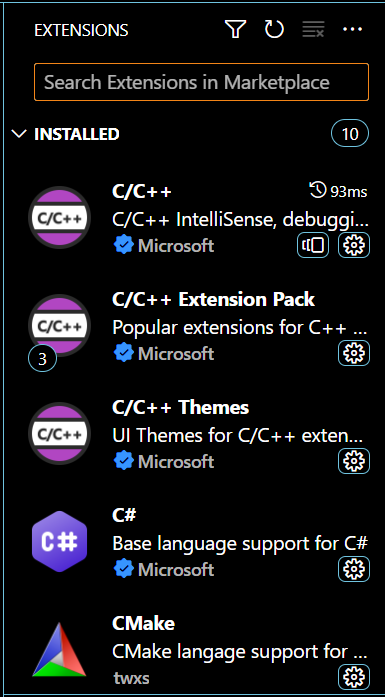 EXTENSIONS
Search Extensions in Marketplace
INSTALLED 10
C/C++ 93ms
C/C++
C/C++ IntelliSense, debuggi...
Microsoft
C/C++ Extension Pack
C/C++
Popular extensions for C++ ...
3
Microsoft
C/C++ Themes
C/C++
UI Themes for C/C++ exten...
Microsoft
C#
C#
Base language support for C#
Microsoft
CMake
CMake langage support for ...
twxs